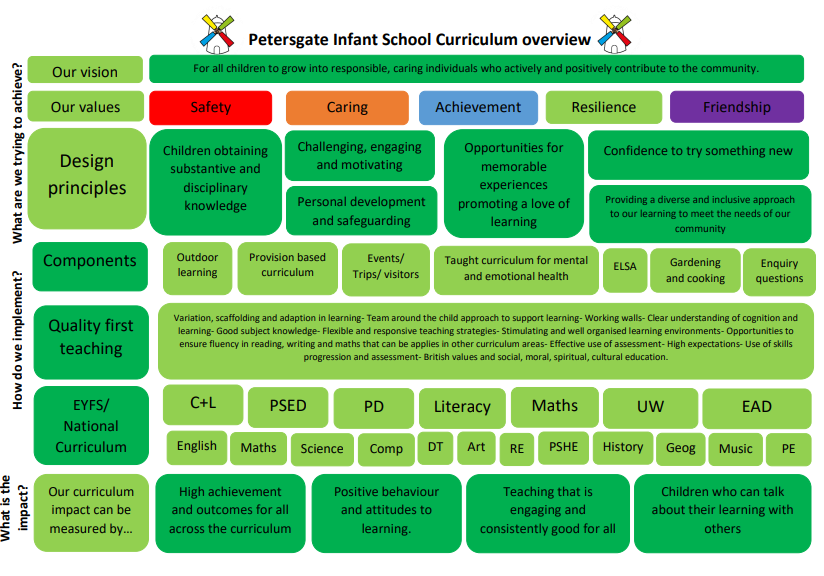 Petersgate Infant School Curriculum overview
What are we trying to achieve?
Our vision
For all children to grow into responsible, caring individuals who actively and positively contribute to the community.
Our values
Safety
Caring
Achievement
Resilience
Friendship
Design
principles
Children obtaining
substantive and
disciplinary
knowledge
Challenging, engaging
and motivating
Personal development
and safeguarding
Opportunities for
memorable
experiences
promoting a love of
learning
Confidence to try something new
Providing a diverse and inclusive approach
to our learning to meet the needs of our
community
How do we implement?
Components
Outdoor
learning
Provision based
curriculum
Events/
Trips/ visitors
Taught curriculum for mental
and emotional health
ELSA
Gardening
and cooking
Enquiry
questions
Quality first
teaching
Variation, scaffolding and adaption in learning- Team around the child approach to support learning- Working walls- Clear understanding of cognition and
learning- Good subject knowledge- Flexible and responsive teaching strategies- Stimulating and well organised learning environments- Opportunities to
ensure fluency in reading, writing and maths that can be applies in other curriculum areas- Effective use of assessment- High expectations- Use of skills
progression and assessment- British values and social, moral, spiritual, cultural education.
EYFS/
National
Curriculum
C+L
PSED
PD
Literacy
Maths
UW
EAD
English
Maths
Science
Comp
DT
Art
RE
PSHE
History
Geog
Music
PE
What is the
impact?
Our curriculum
impact can be
measured by...
High achievement
and outcomes for all
across the curriculum
Positive behaviour
and attitudes to
learning.
Teaching that is
engaging and
consistently good for all
Children who can talk
about their learning with
others